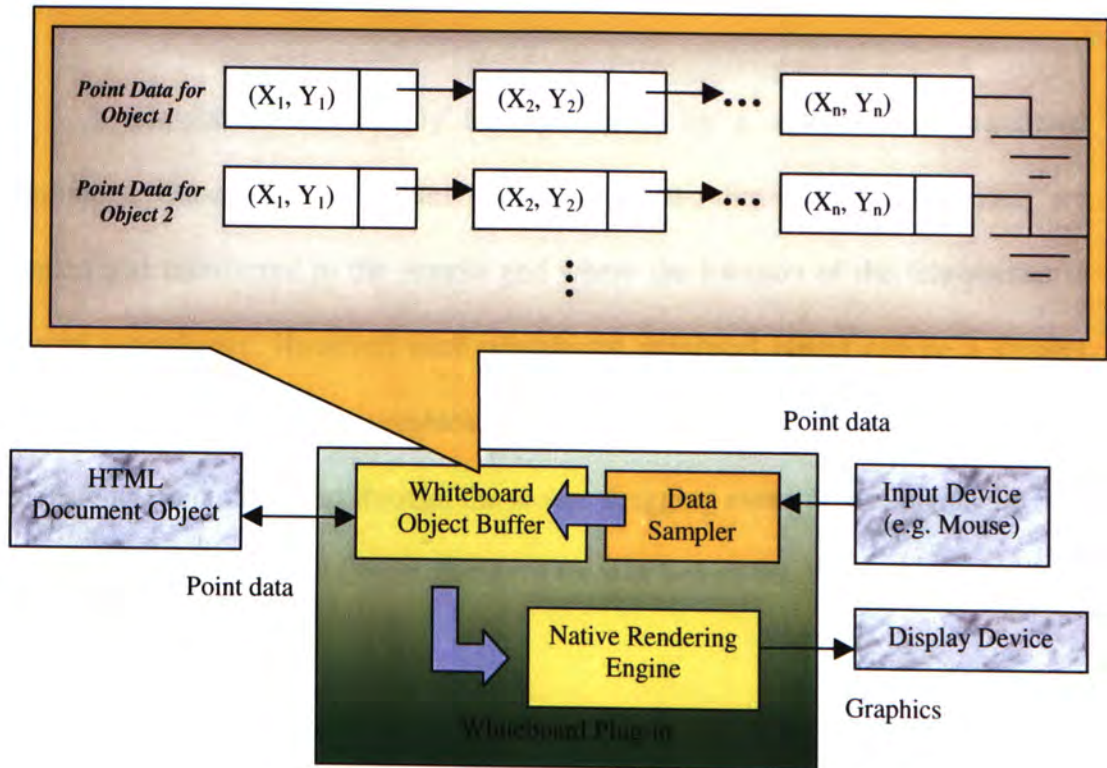 Point Data for
Object 1
(X1, Y1)
(X2, Y2)
•••
(Xn, Yn)
Point Data for
Object 2
(X1, Y1)
(X2, Y2)
•••
(Xn, Yn)
Point data
HTML
Document Object
Whiteboard
Object Buffer
Data
Sampler
Input Device
(e.g. Mouse)
Point data
Native Rendering
Engine
Display Device
Graphics
Whiteboard Plug-in